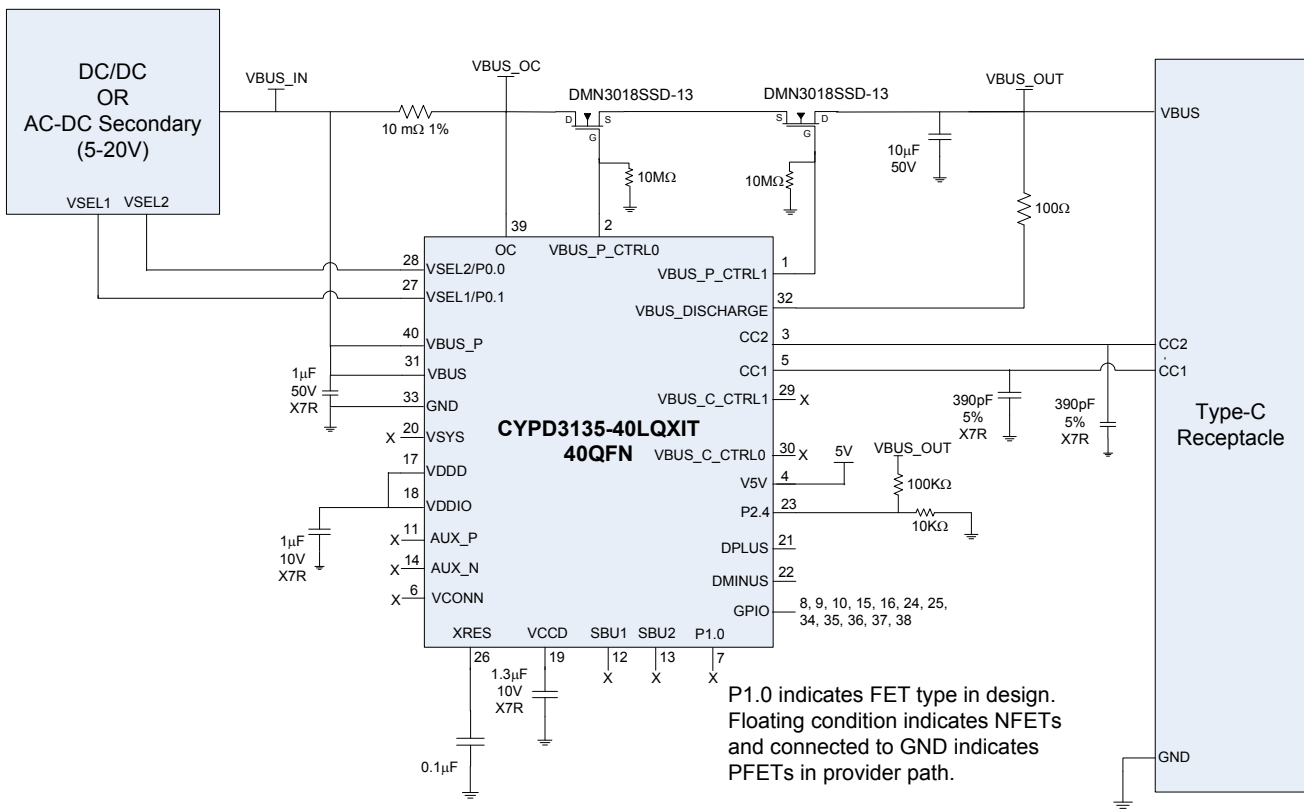 DC/DC
OR
AC-DC Secondary
(5-20V)
VSEL1
VSEL2
VBUS_IN
10 mΩ 1%
VBUS_OC
DMN3018SSD-13
D
S
G
10MΩ
DMN3018SSD-13
S
D
G
10MΩ
VBUS_OUT
10µF
50V
100Ω
VBUS
39
OC
2
VBUS_P_CTRL0
28
VSEL2/P0.0
27
VSEL1/P0.1
40
VBUS_P
31
VBUS
33
GND
1µF
50V
X7R
X
20
VSYS
17
VDDD
18
VDDIO
1µF
10V
X7R
X
11
AUX_P
X
14
AUX_N
X
6
VCONN
CYPD3135-40LQXIT
40QFN
1
VBUS_P_CTRL1
32
VBUS_DISCHARGE
3
CC2
5
CC1
29
VBUS_C_CTRL1
X
30
VBUS_C_CTRL0
X
4
V5V
5V
23
P2.4
VBUS_OUT
100KΩ
10KΩ
21
DPLUS
22
DMINUS
GPIO
8, 9, 10, 15, 16, 24, 25,
34, 35, 36, 37, 38
390pF
5%
X7R
390pF
5%
X7R
CC2
CC1
Type-C
Receptacle
GND
XRES
26
0.1µF
VCCD
19
1.3µF
10V
X7R
SBU1
12
X
SBU2
13
X
P1.0
7
X
P1.0 indicates FET type in design.
Floating condition indicates NFETs
and connected to GND indicates
PFETs in provider path.